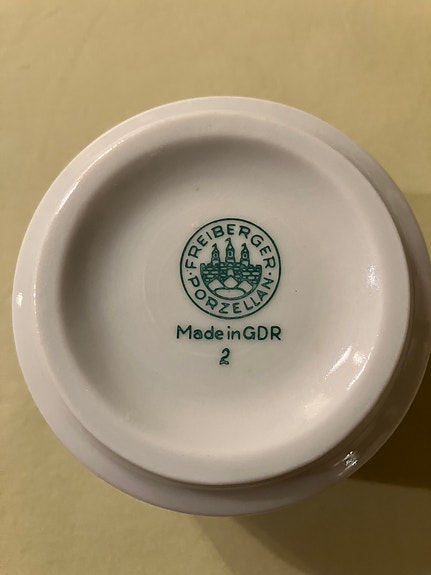 FREIBERGER
PORZELLAN
Made in GDR
2